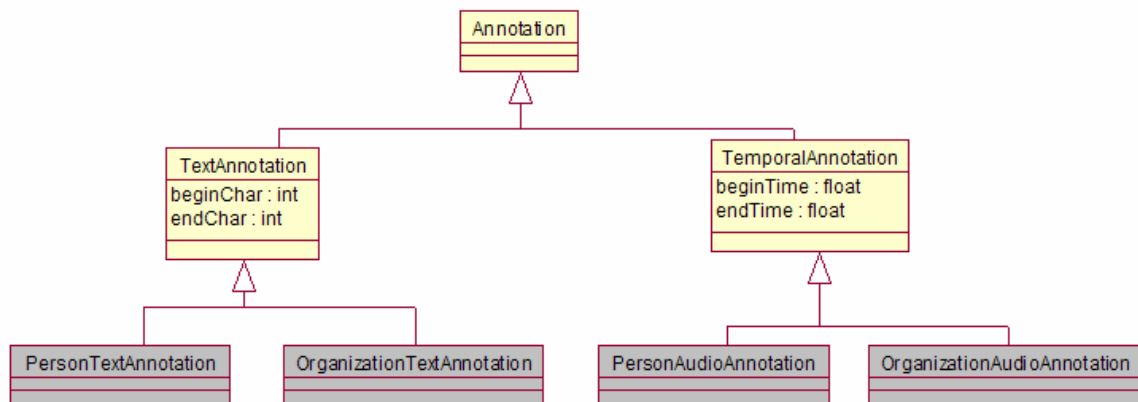 Annotation
TextAnnotation
beginChar : int
endChar : int
TemporalAnnotation
beginTime : float
endTime : float
PersonTextAnnotation
OrganizationTextAnnotation
PersonAudioAnnotation
OrganizationAudioAnnotation